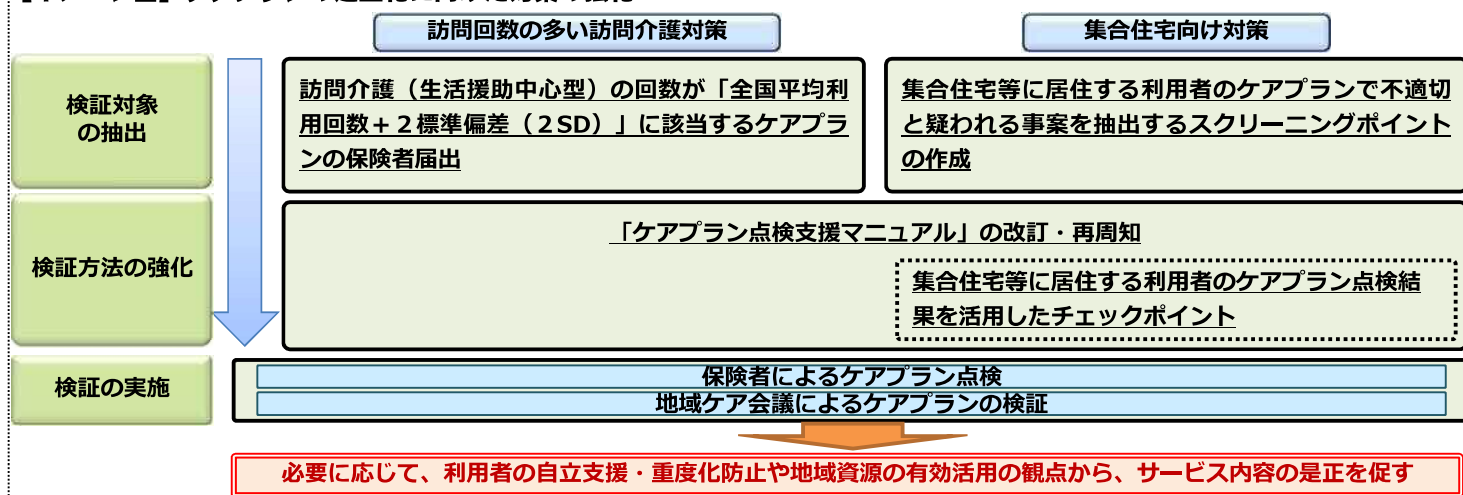 訪問回数の多い訪問介護対策
集合住宅向け対策
検証対象
の抽出
訪問介護（生活援助中心型）の回数が「全国平均利
用回数＋２標準偏差（２SD）」に該当するケアプラ
ンの保険者届出
集合住宅等に居住する利用者のケアプランで不適切
と疑われる事案を抽出するスクリーニングポイント
の作成
検証方法の強化
「ケアプラン点検支援マニュアル」の改訂・再周知
集合住宅等に居住する利用者のケアプラン点検結
果を活用したチェックポイント
検証の実施
保険者によるケアプラン点検
地域ケア会議によるケアプランの検証
必要に応じて、利用者の自立支援・重度化防止や地域資源の有効活用の観点から、サービス内容の是正を促す